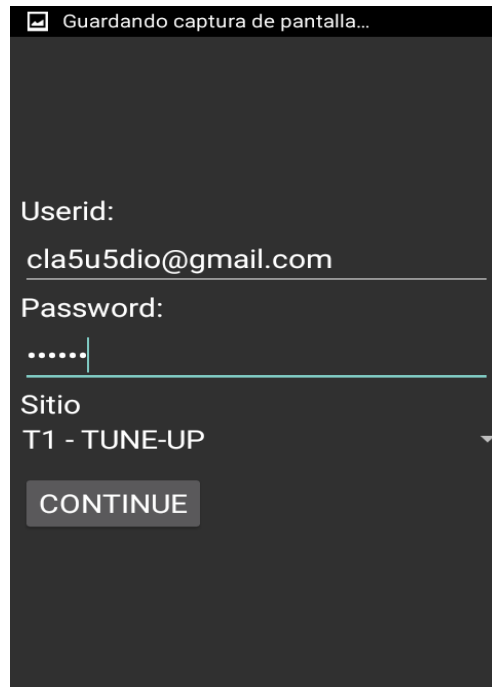 Guardando captura de pantalla...
Userid:
cla5u5dio@gmail.com
Password:
••••••
Sitio
T1 - TUNE-UP
CONTINUE